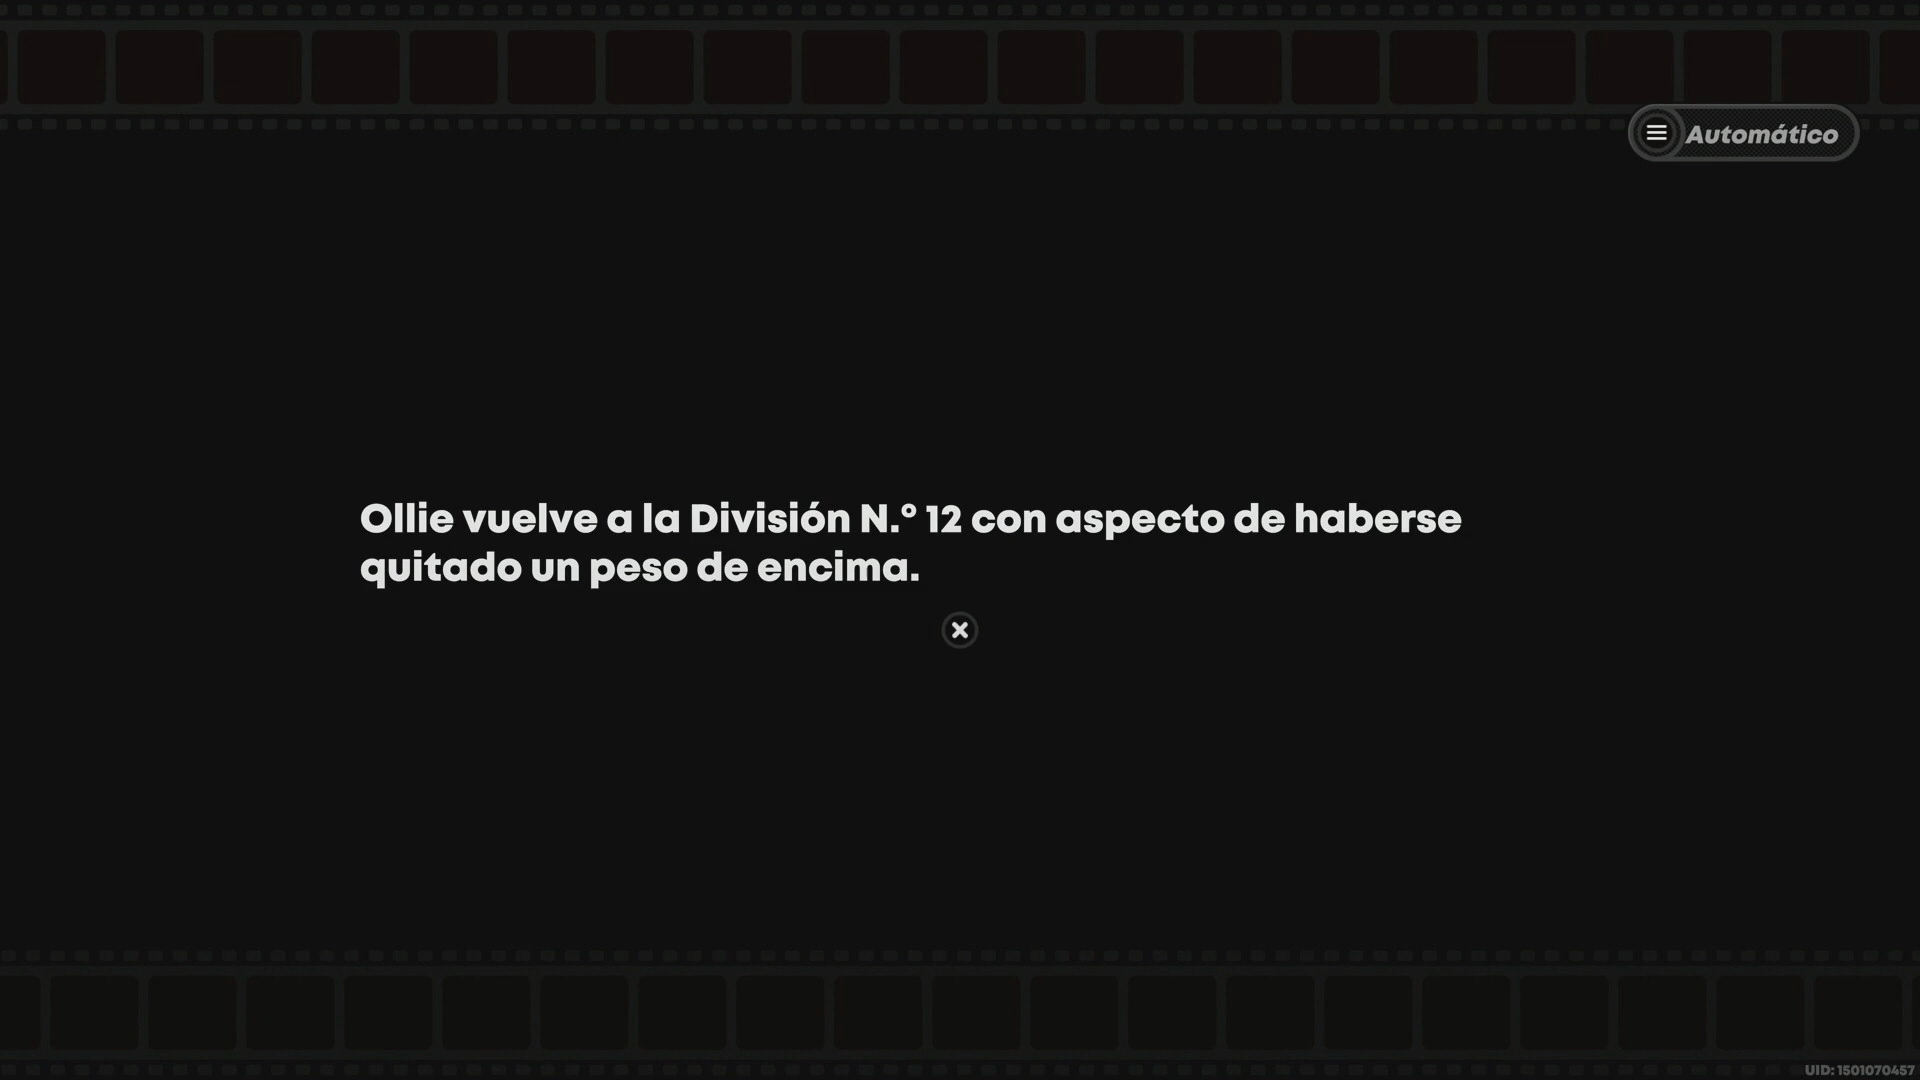 Automático
Ollie vuelve a la División N.º 12 con aspecto de haberse
quitado un peso de encima.
UID: 1501070457